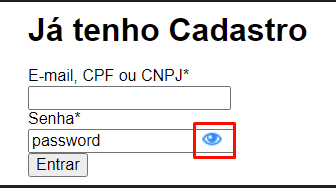 Já tenho Cadastro
E-mail, CPF ou CNPJ*
Senha*
password
Entrar